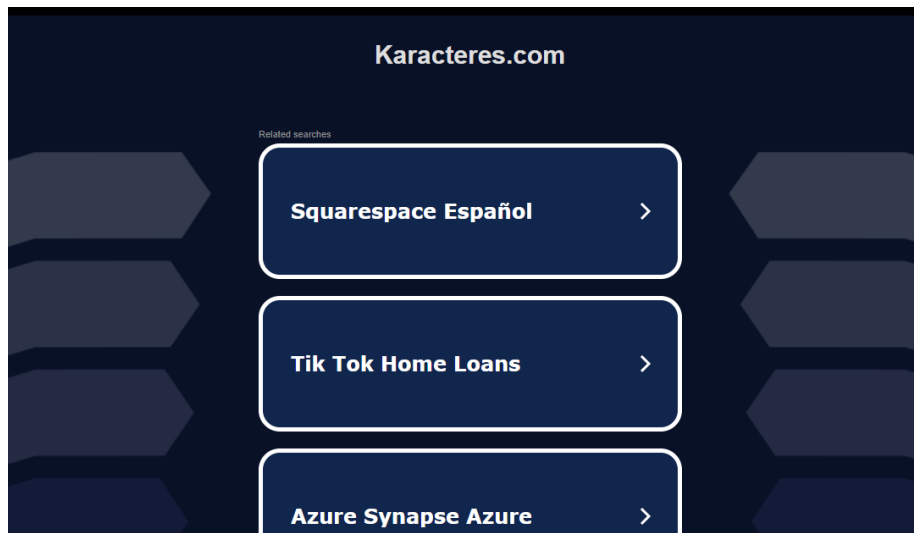 Karacteres.com
Related searches
Squarespace Español
Tik Tok Home Loans
Azure Synapse Azure